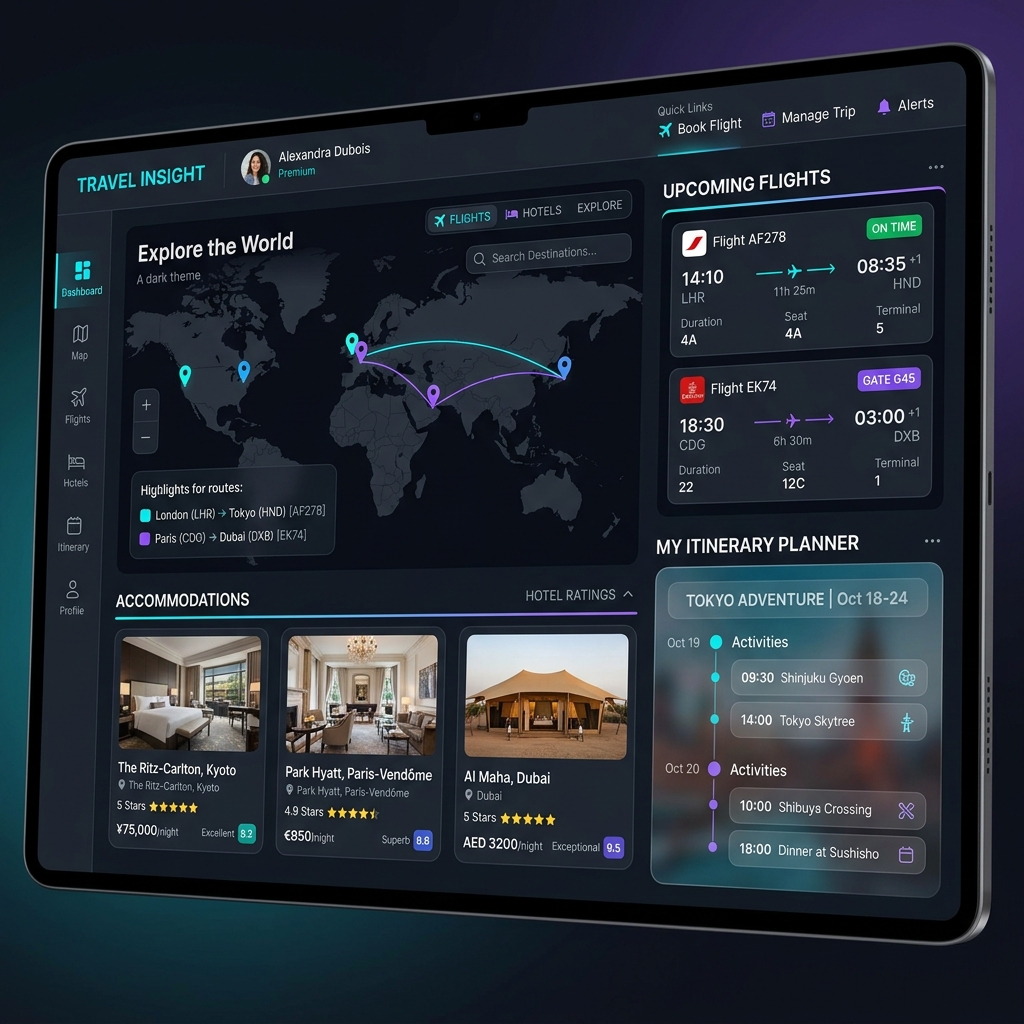 Quick Links
Book Flight
Manage Trip
Alerts
TRAVEL INSIGHT
Alexandra Dubois
Premium
Dashboard
Map
Flights
Hotels
Itinerary
Profile
FLIGHTS
HOTELS
EXPLORE
Explore the World
A dark theme
Search Destinations...
+
−
Highlights for routes:
London (LHR) → Tokyo (HND) [AF278]
Paris (CDG) → Dubai (DXB) [EK74]
UPCOMING FLIGHTS
Flight AF278
ON TIME
14:10
08:35 +1
LHR
11h 25m
HND
Duration
Seat
Terminal
4A
4A
5
Flight EK74
GATE G45
18:30
03:00 +1
CDG
6h 30m
DXB
Duration
Seat
Terminal
22
12C
1
ACCOMMODATIONS
HOTEL RATINGS
The Ritz-Carlton, Kyoto
The Ritz-Carlton, Kyoto
5 Stars
¥75,000/night
Excellent 8.2
Park Hyatt, Paris-Vendôme
Park Hyatt, Paris-Vendôme
4.9 Stars
€850/night
Superb 8.8
Al Maha, Dubai
Dubai
5 Stars
AED 3200/night
Exceptional 9.5
MY ITINERARY PLANNER
TOKYO ADVENTURE | Oct 18-24
Oct 19
Activities
09:30 Shinjuku Gyoen
14:00 Tokyo Skytree
Oct 20
Activities
10:00 Shibuya Crossing
18:00 Dinner at Sushisho